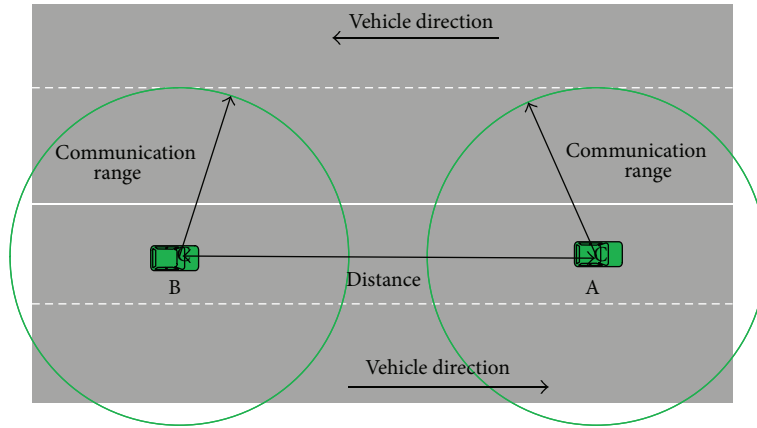 Vehicle direction
Communication
range
Communication
range
B
Distance
A
Vehicle direction